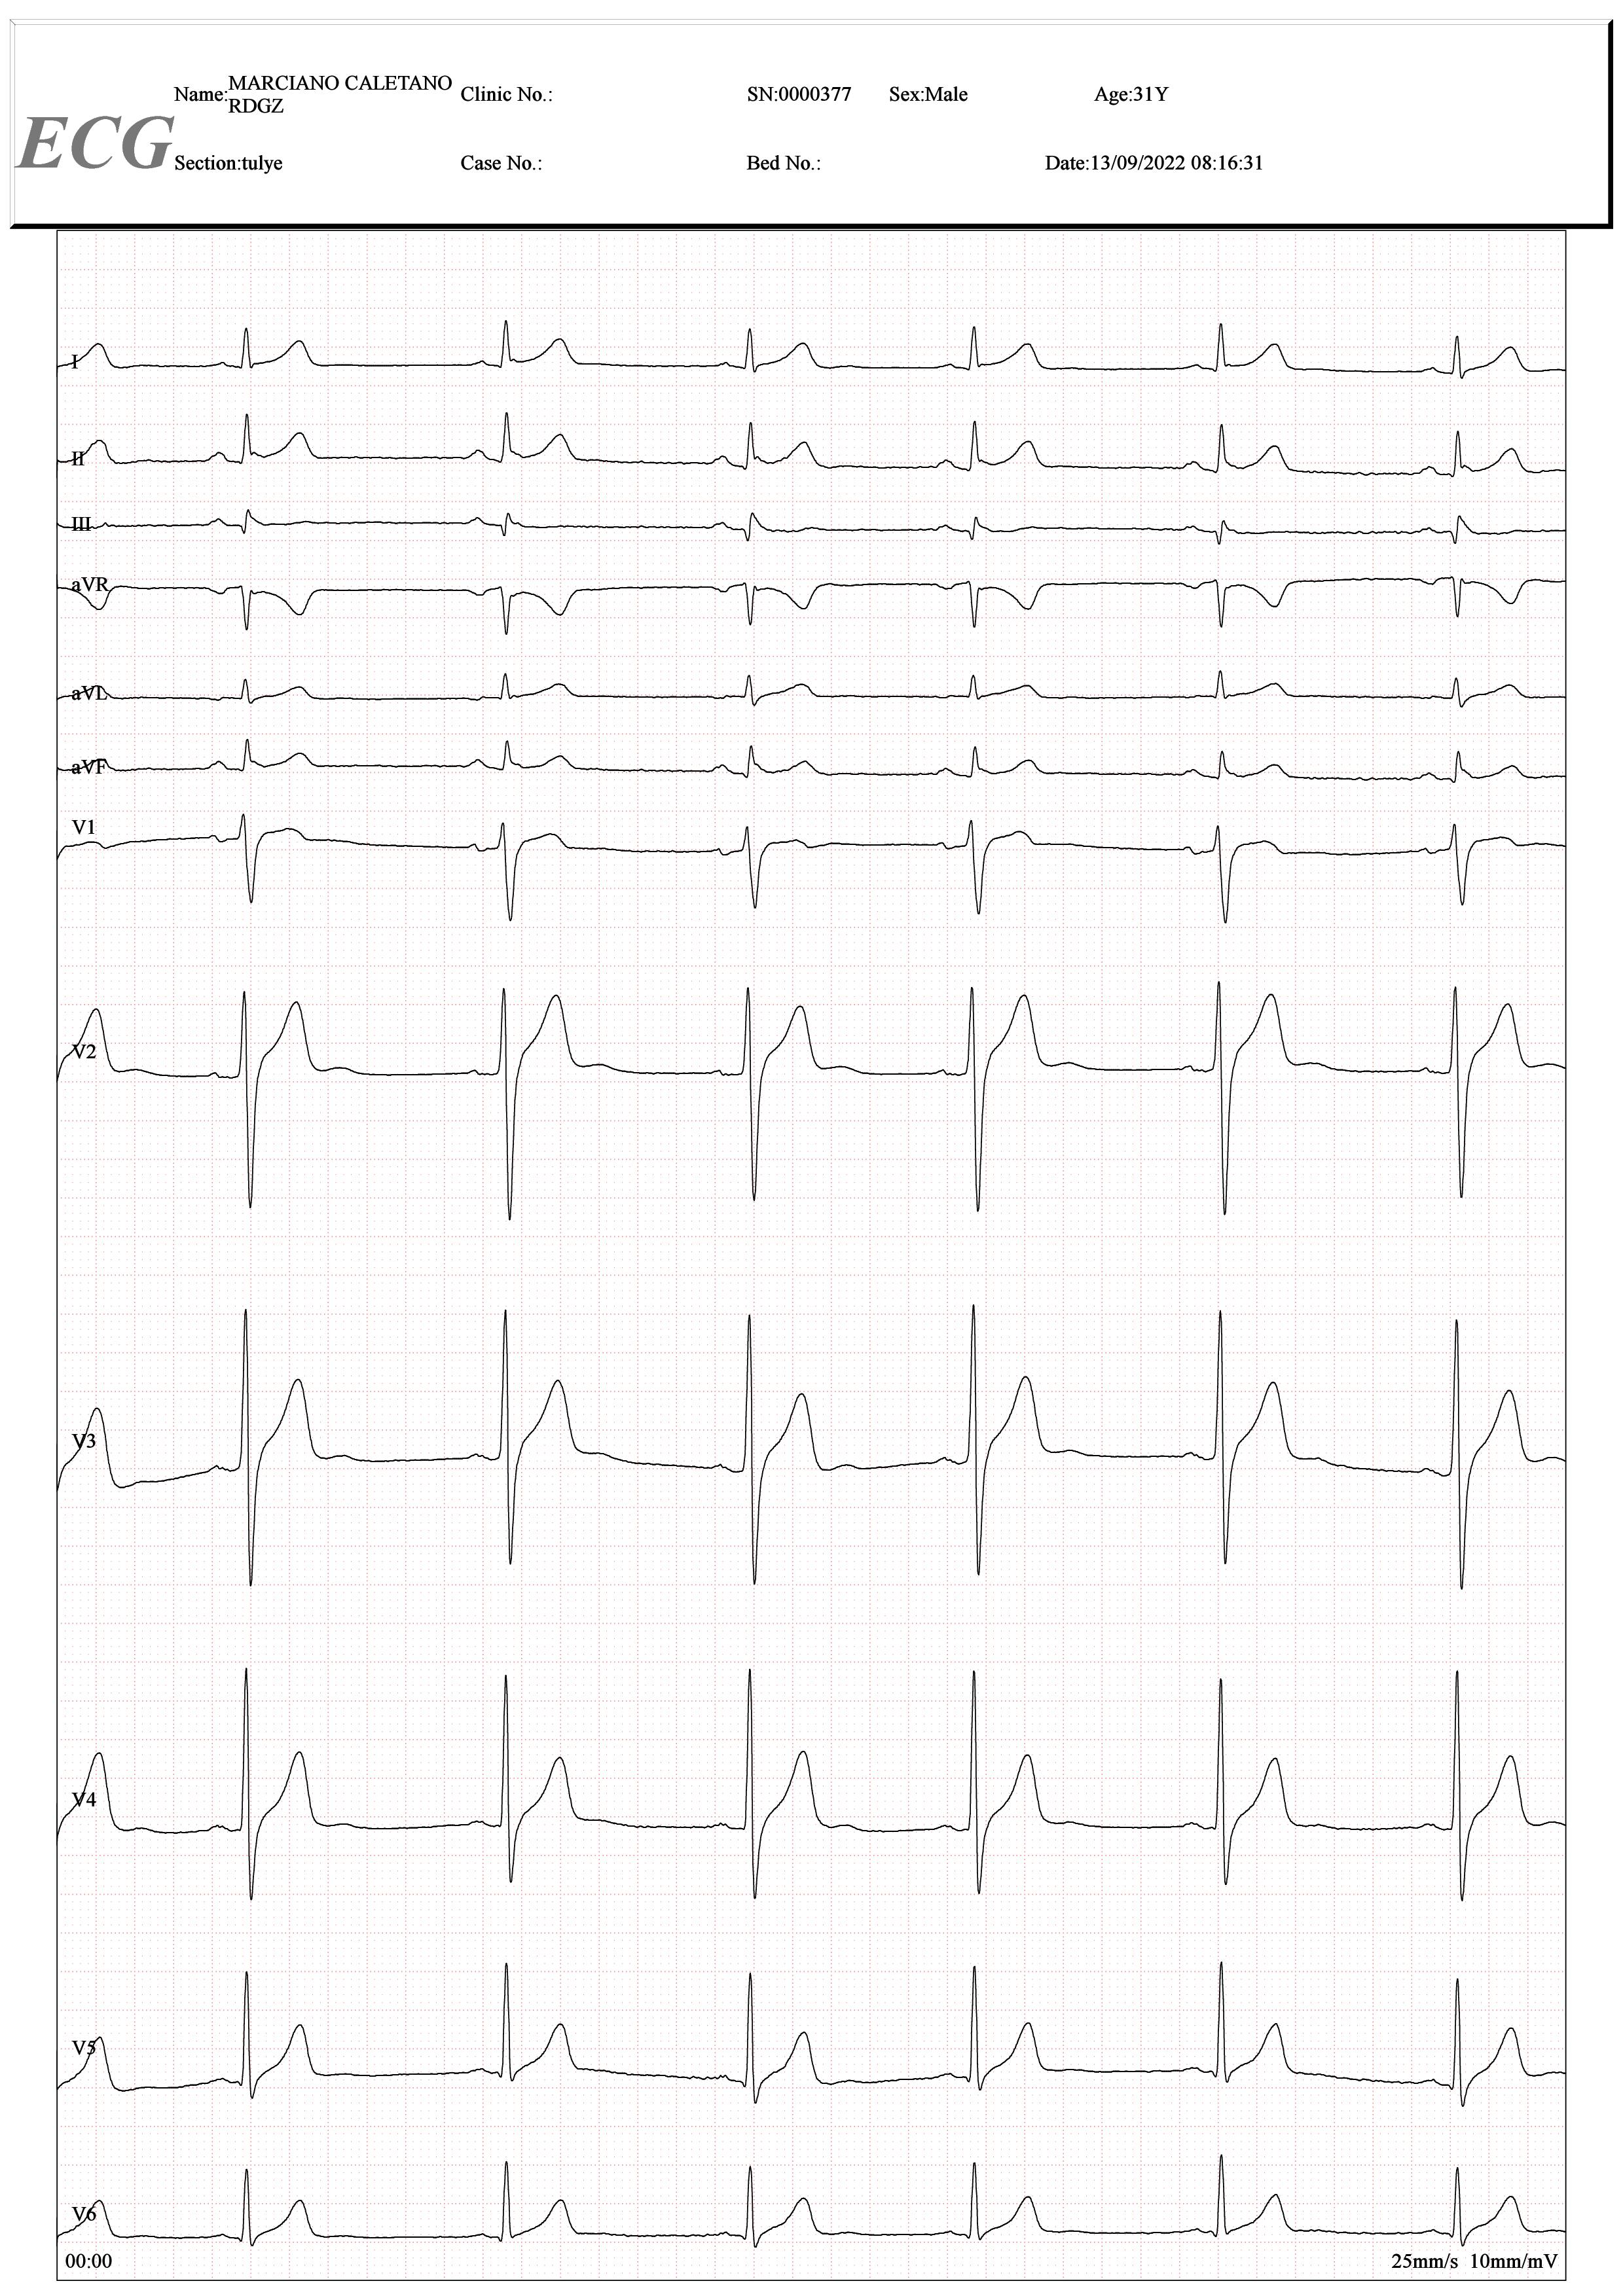 ECG
Name:MARCIANO CALETANO RDGZ
Clinic No.:
SN:0000377
Sex:Male
Age:31Y
Section:tulye
Case No.:
Bed No.:
Date:13/09/2022 08:16:31
I
II
III
aVR
aVL
aVF
V1
V2
V3
V4
V5
V6
00:00
25mm/s 10mm/mV